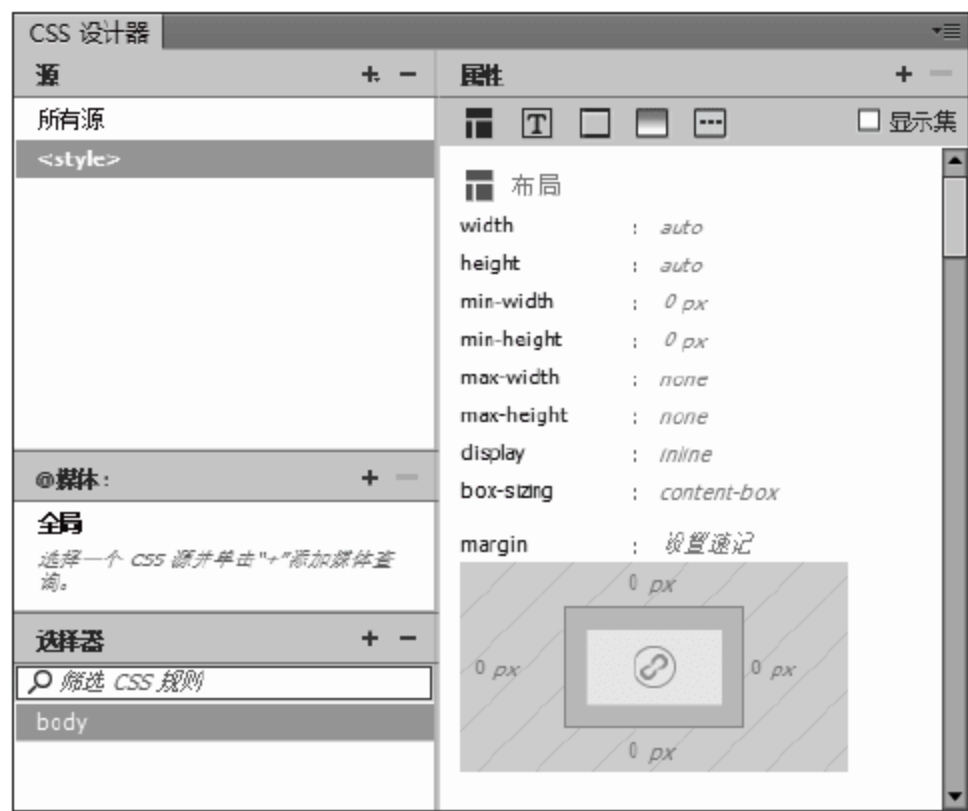 CSS 设计器
源
所有源
<style>
@媒体:
全局
选择一个 CSS 源并单击“+”添加媒体查
询。
选择器
筛选 CSS 规则
body
属性
显示集
布局
width : auto
height : auto
min-width : 0 px
min-height : 0 px
max-width : none
max-height : none
display : inline
box-sizing : content-box
margin : 设置速记
0 px
0 px 0 px
0 px